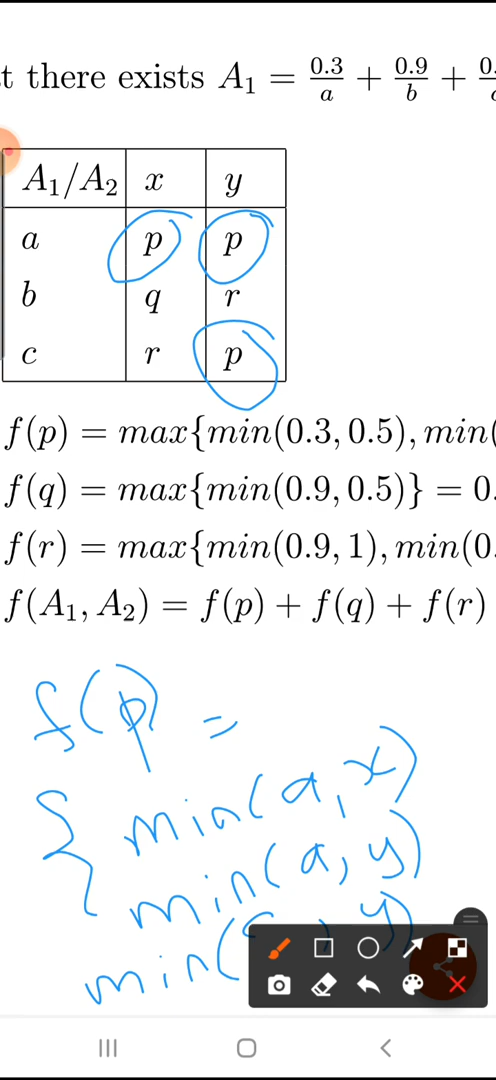 t there exists A₁ = 0.3/a + 0.9/b + 0.
A₁/A₂ x y
a p p
b q r
c r p
f(p) = max{min(0.3, 0.5), min(
f(q) = max{min(0.9, 0.5)} = 0.
f(r) = max{min(0.9, 1), min(0.
f(A₁, A₂) = f(p) + f(q) + f(r)
f(p) =
{ min(a, x)
min(a, y)
min( , y)